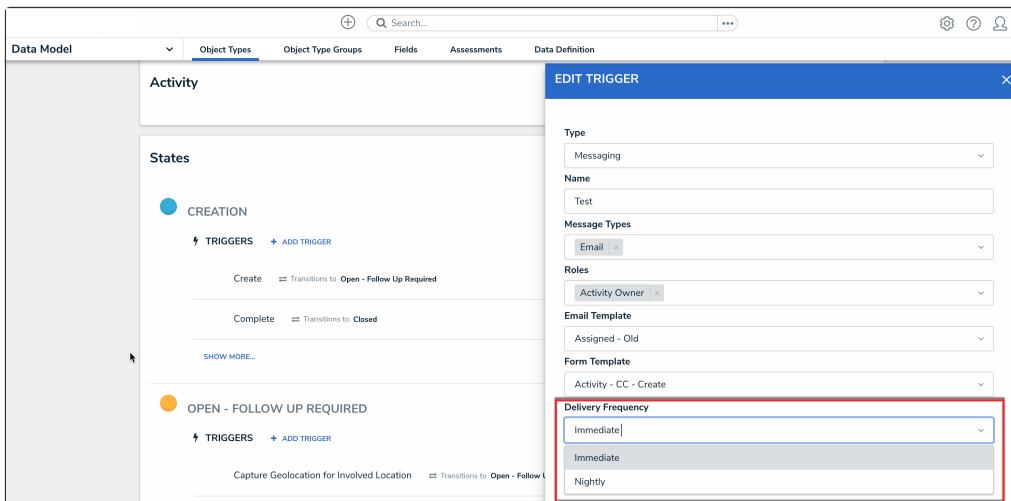 Search...
Data Model
Object Types
Object Type Groups
Fields
Assessments
Data Definition
Activity
States
CREATION
TRIGGERS
+ ADD TRIGGER
Create
Transitions to Open - Follow Up Required
Complete
Transitions to Closed
SHOW MORE...
OPEN - FOLLOW UP REQUIRED
TRIGGERS
+ ADD TRIGGER
Capture Geolocation for Involved Location
Transitions to Open - Follow
EDIT TRIGGER
Type
Messaging
Name
Test
Message Types
Email ×
Roles
Activity Owner ×
Email Template
Assigned - Old
Form Template
Activity - CC - Create
Delivery Frequency
Immediate
Immediate
Nightly